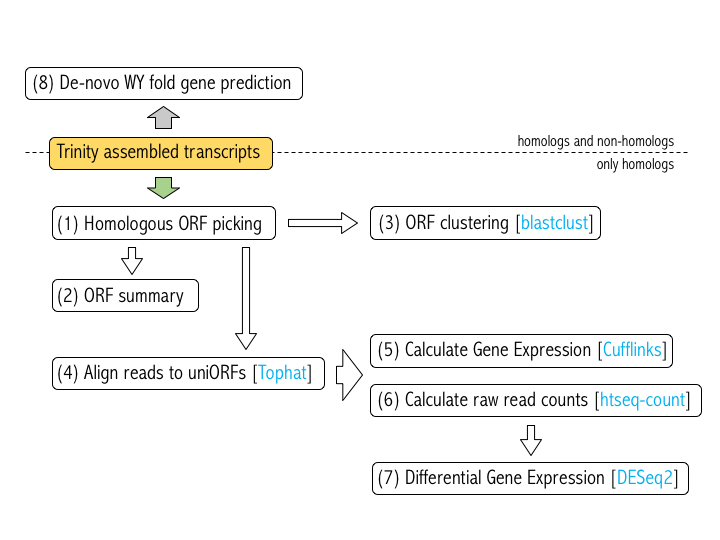 (8) De-novo WY fold gene prediction
homologs and non-homologs
Trinity assembled transcripts
only homologs
(1) Homologous ORF picking
(3) ORF clustering [blastclust]
(2) ORF summary
(5) Calculate Gene Expression [Cufflinks]
(4) Align reads to uniORFs [Tophat]
(6) Calculate raw read counts [htseq-count]
(7) Differential Gene Expression [DESeq2]